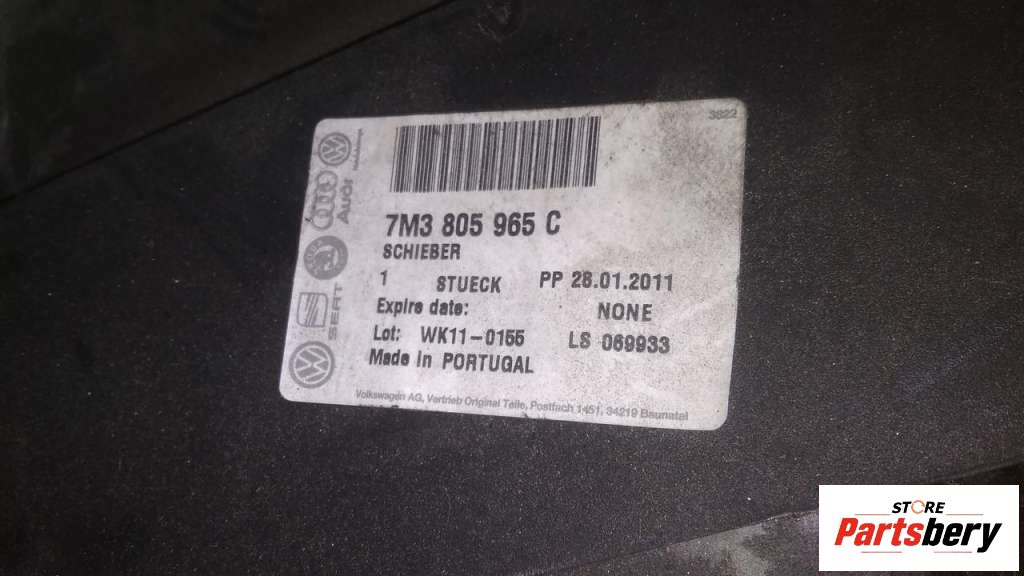 3822
7M3 805 965 C
SCHIEBER
1 STUECK PP 28.01.2011
Expire date: NONE
Lot: WK11-0155 LS 069933
Made in PORTUGAL
Volkswagen AG, Vertrieb Original Teile, Postfach 1451, 34219 Baunatal
Audi
SEAT
STORE
Partsbery